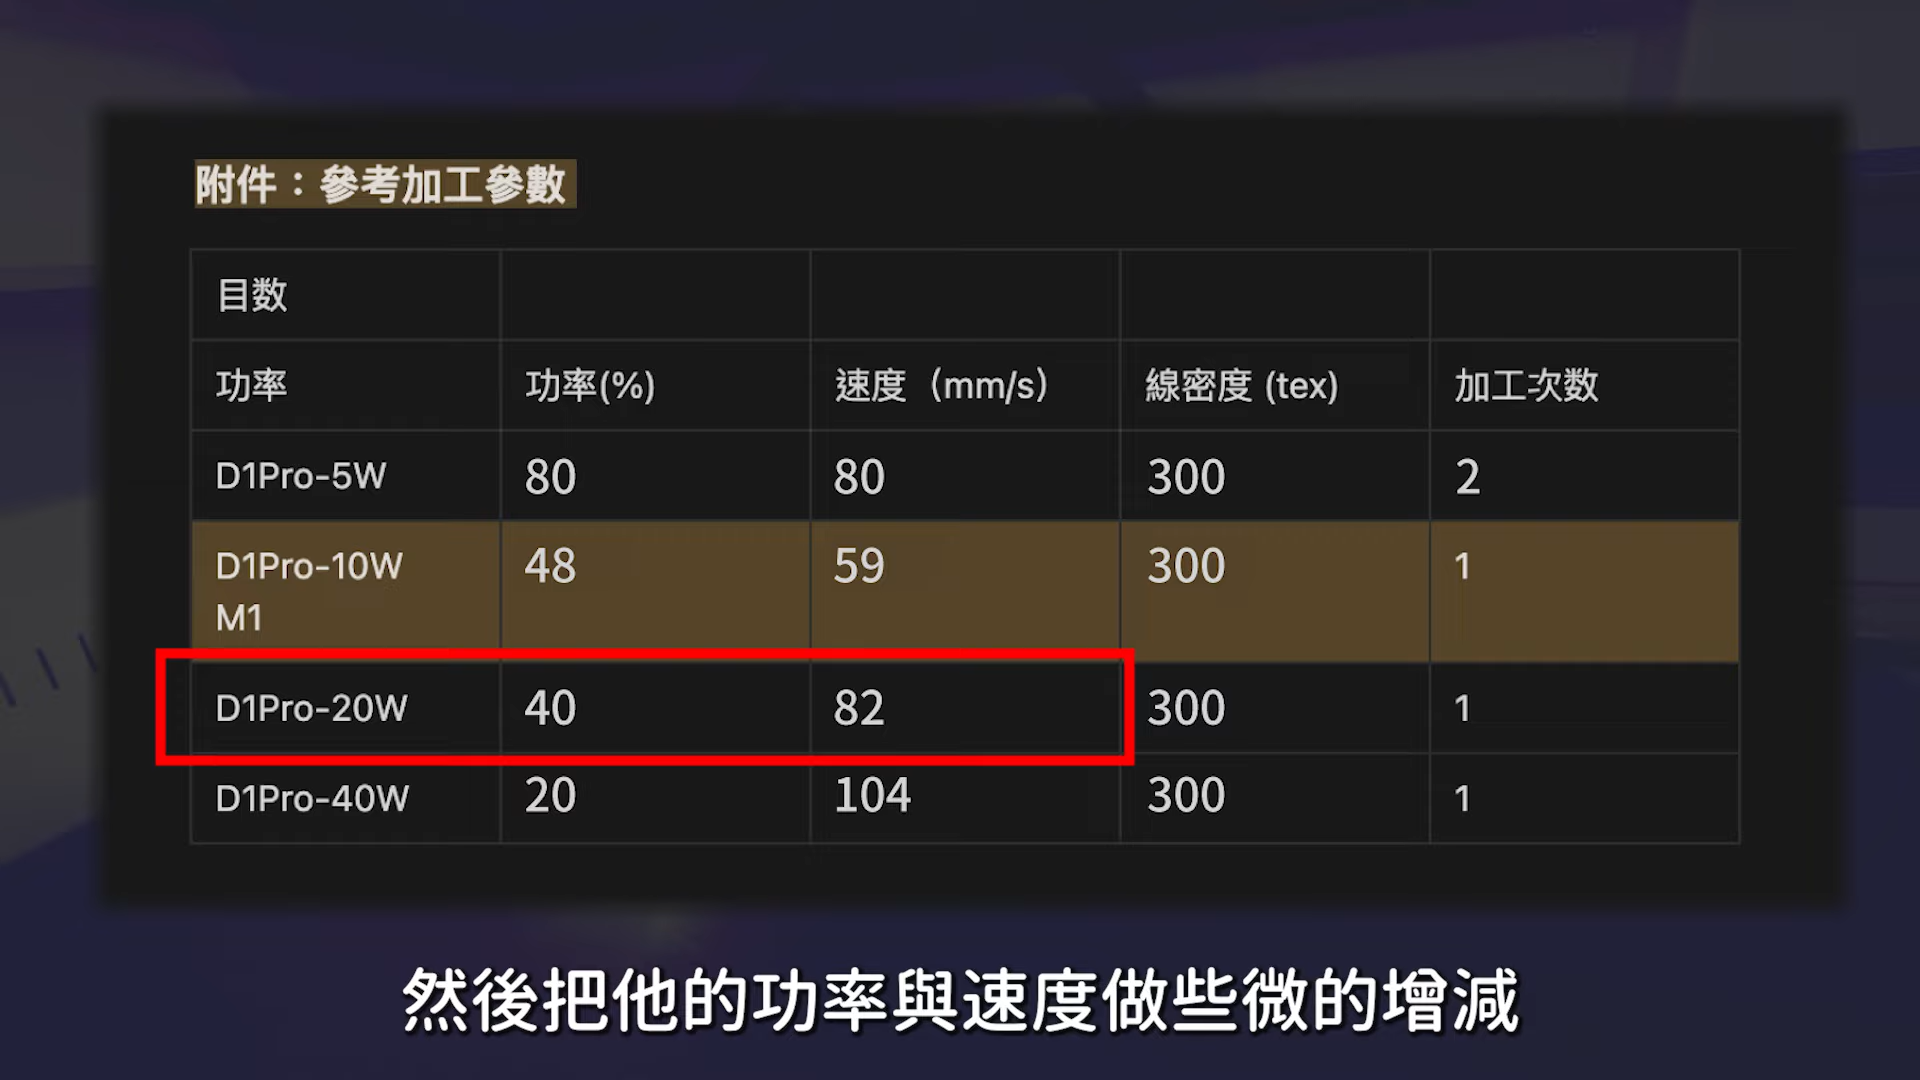 附件：參考加工參數
目数
功率 功率(%) 速度（mm/s） 線密度 (tex) 加工次数
D1Pro-5W 80 80 300 2
D1Pro-10W 48 59 300 1
M1
D1Pro-20W 40 82 300 1
D1Pro-40W 20 104 300 1
然後把他的功率與速度做些微的增減